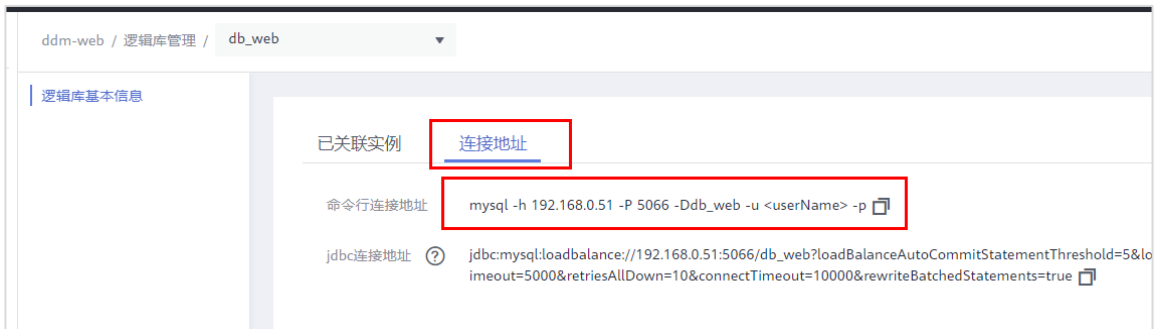 ddm-web / 逻辑库管理 / db_web
逻辑库基本信息
已关联实例 连接地址
命令行连接地址 mysql -h 192.168.0.51 -P 5066 -Ddb_web -u <userName> -p
jdbc连接地址 ? jdbc:mysql:loadbalance://192.168.0.51:5066/db_web?loadBalanceAutoCommitStatementThreshold=5&lo
imeout=5000&retriesAllDown=10&connectTimeout=10000&rewriteBatchedStatements=true